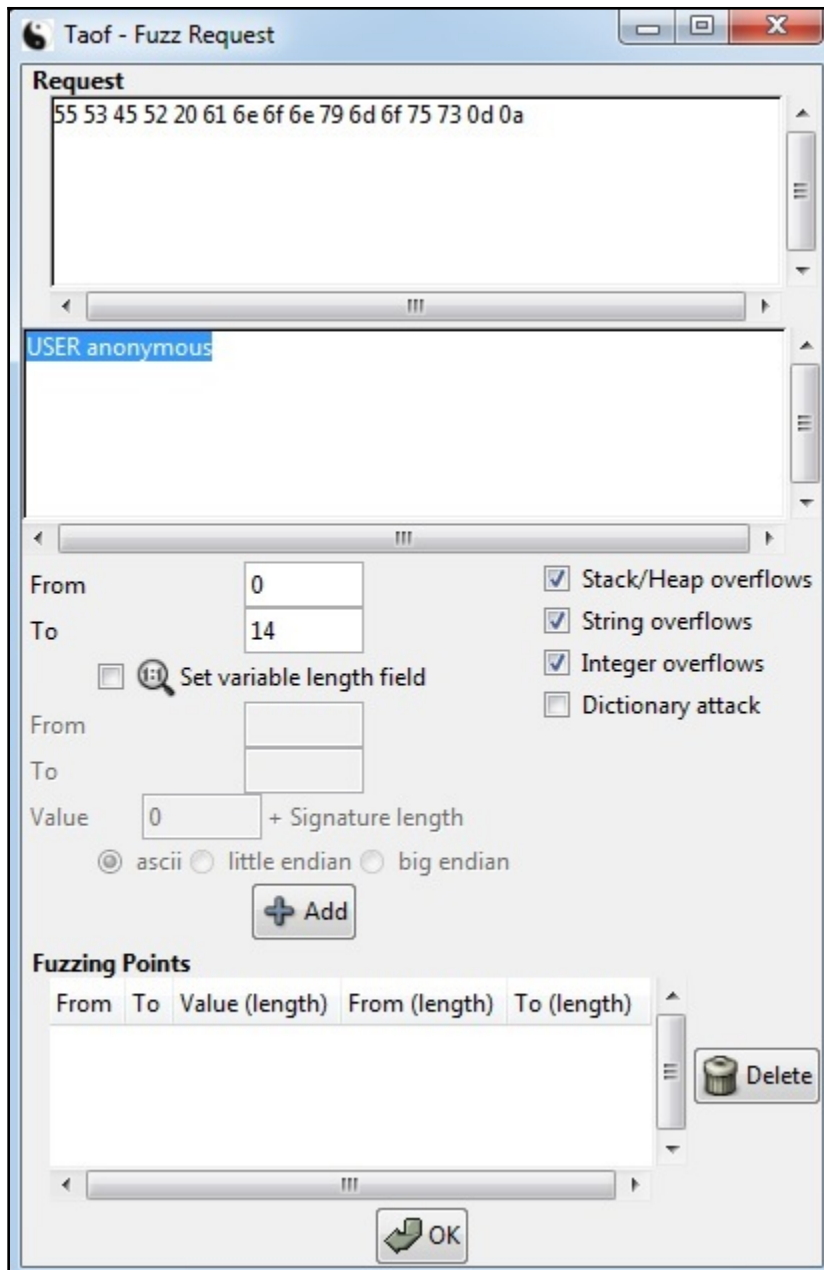 Taof - Fuzz Request
Request
55 53 45 52 20 61 6e 6f 6e 79 6d 6f 75 73 0d 0a
USER anonymous
From 0
Stack/Heap overflows
To 14
String overflows
Set variable length field
Integer overflows
Dictionary attack
From
To
Value 0 + Signature length
ascii little endian big endian
Add
Fuzzing Points
From To Value (length) From (length) To (length)
Delete
OK